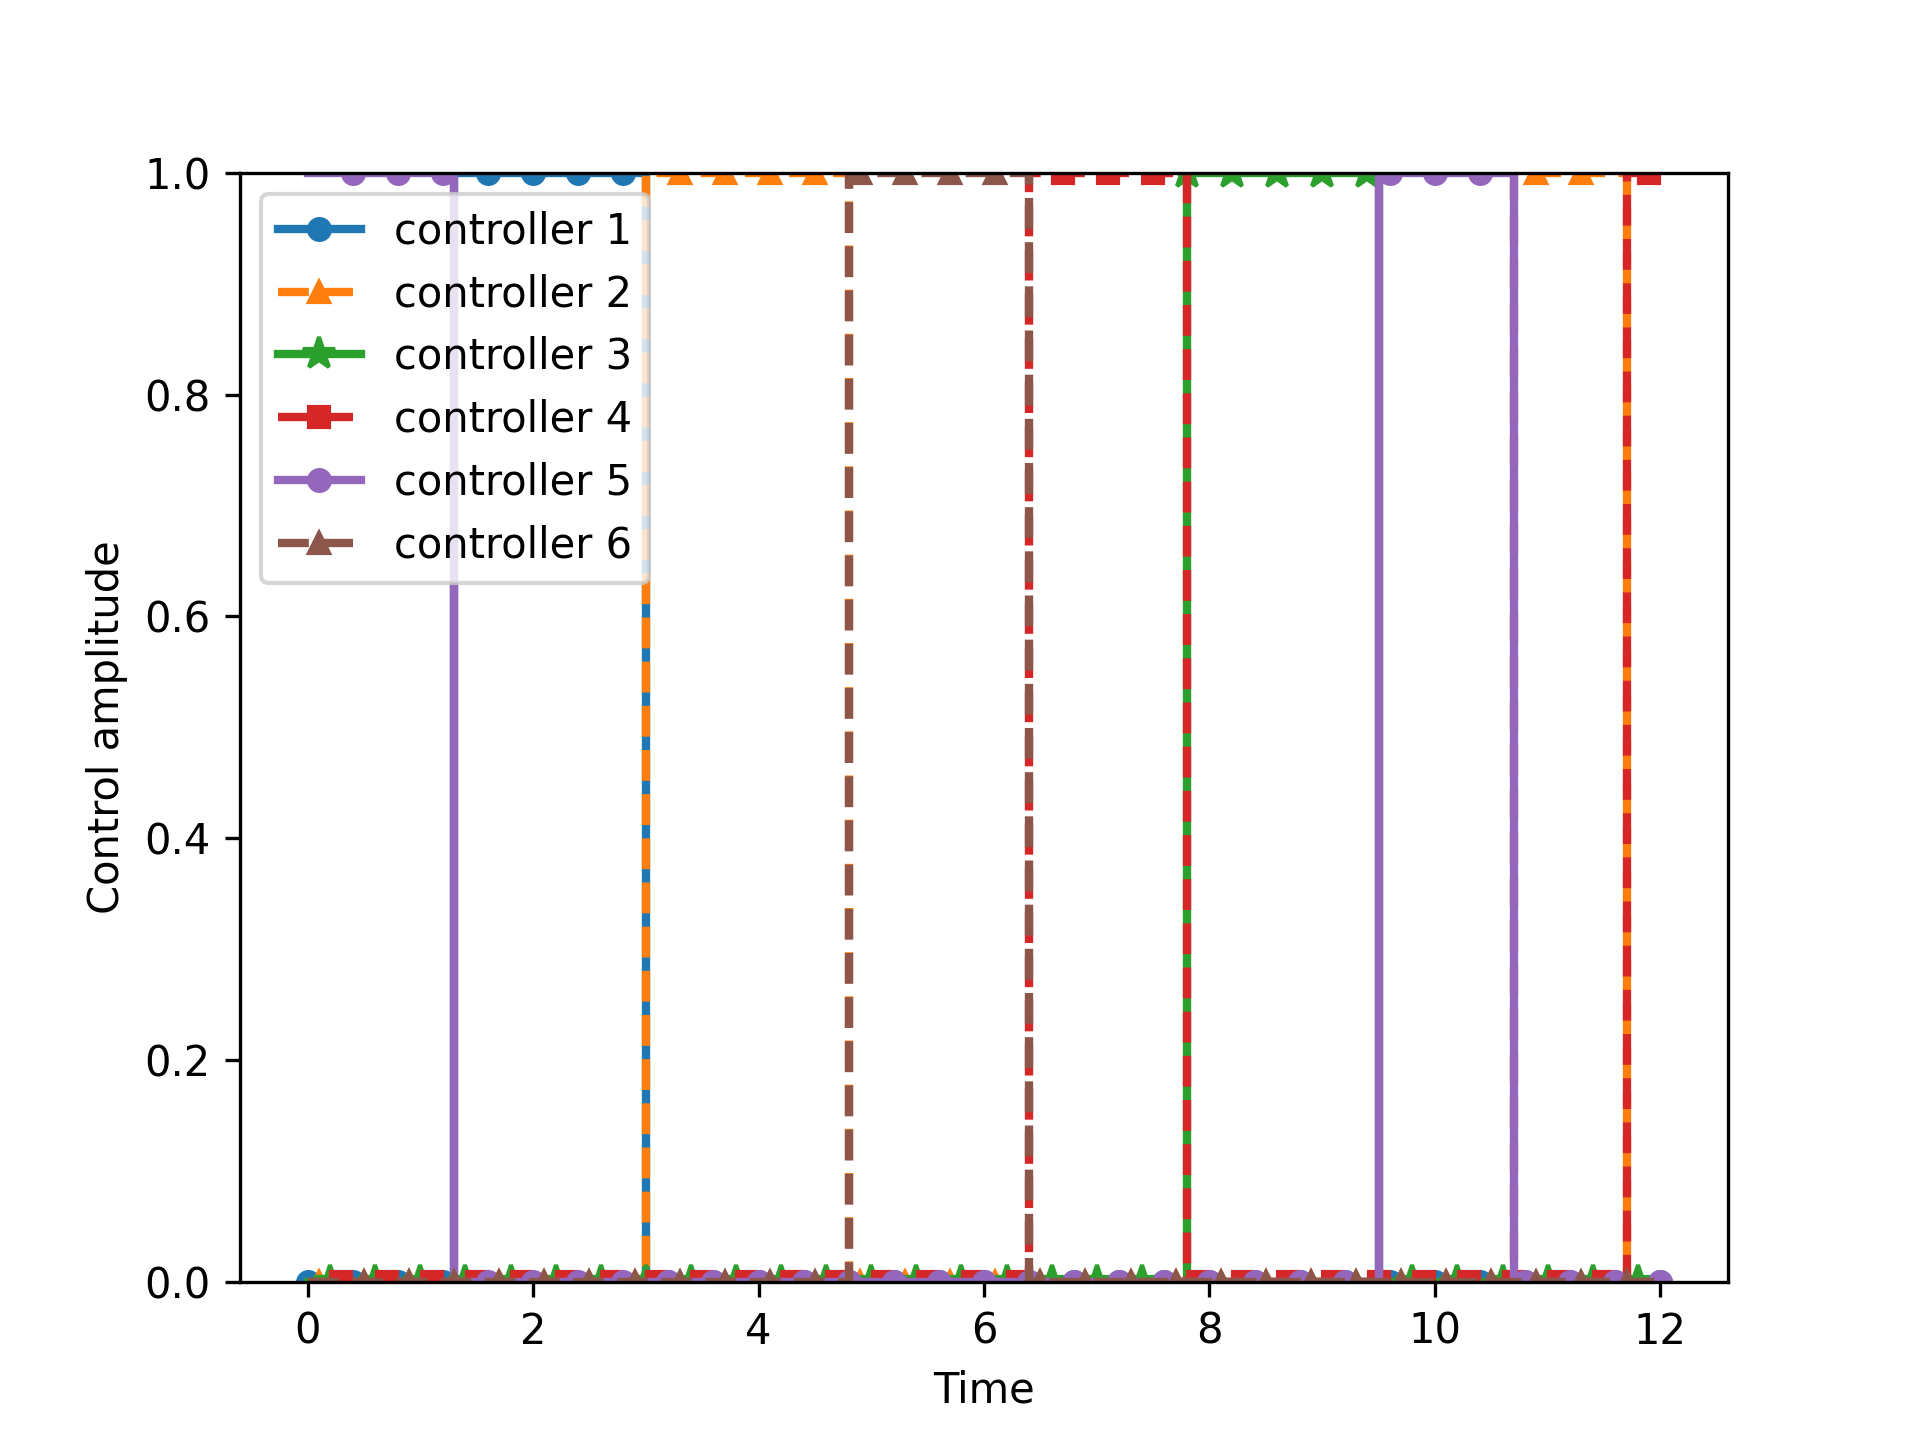 1.0
0.8
0.6
0.4
0.2
0.0
Control amplitude
controller 1
controller 2
controller 3
controller 4
controller 5
controller 6
0 2 4 6 8 10 12
Time